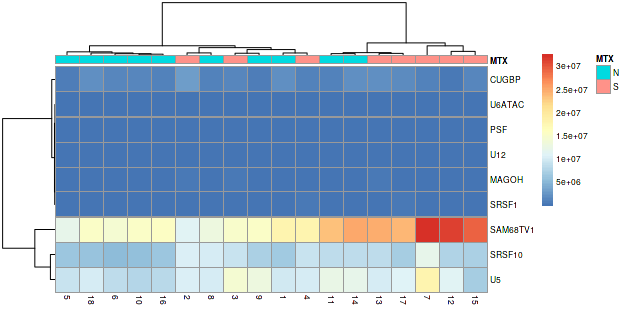 MTX
CUGBP
U6ATAC
PSF
U12
MAGOH
SRSF1
SAM68TV1
SRSF10
U5
5 18 6 10 16 2 8 3 9 1 4 11 14 13 17 7 12 15
3e+07
2.5e+07
2e+07
1.5e+07
1e+07
5e+06
MTX
N
S